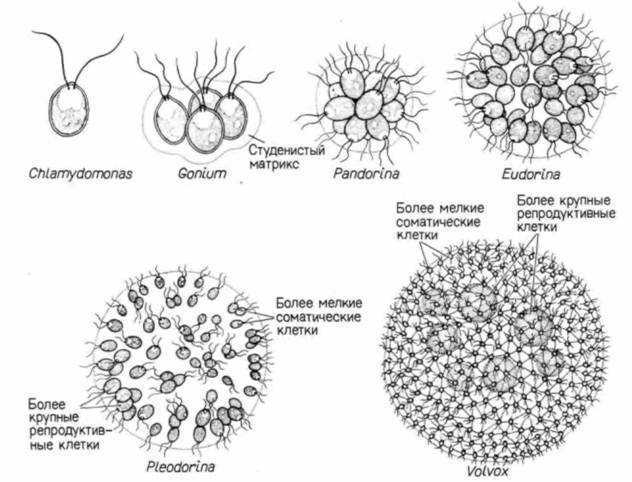 Chlamydomonas
Gonium
Студенистый
матрикс
Pandorina
Eudorina
Более мелкие
соматические
клетки
Более крупные
репродуктивные
клетки
Более мелкие
соматические
клетки
Более
крупные
репродуктив-
ные клетки
Pleodorina
Volvox